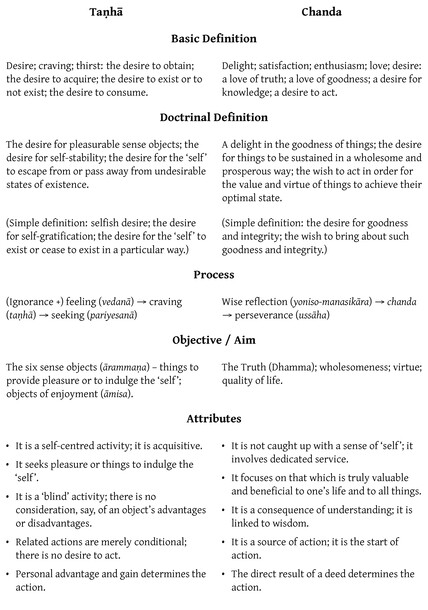 Taṇhā
Chanda
Basic Definition
Desire; craving; thirst: the desire to obtain;
the desire to acquire; the desire to exist or to
not exist; the desire to consume.
Delight; satisfaction; enthusiasm; love; desire:
a love of truth; a love of goodness; a desire for
knowledge; a desire to act.
Doctrinal Definition
The desire for pleasurable sense objects; the
desire for self-stability; the desire for the ‘self’
to escape from or pass away from undesirable
states of existence.
A delight in the goodness of things; the desire
for things to be sustained in a wholesome and
prosperous way; the wish to act in order for
the value and virtue of things to achieve their
optimal state.
(Simple definition: selfish desire; the desire
for self-gratification; the desire for the ‘self’ to
exist or cease to exist in a particular way.)
(Simple definition: the desire for goodness
and integrity; the wish to bring about such
goodness and integrity.)
Process
(Ignorance +) feeling (vedanā) → craving
(taṇhā) → seeking (pariyesanā)
Wise reflection (yoniso-manasikāra) → chanda
→ perseverance (ussāha)
Objective / Aim
The six sense objects (ārammaṇa) – things to
provide pleasure or to indulge the ‘self’;
objects of enjoyment (āmisa).
The Truth (Dhamma); wholesomeness; virtue;
quality of life.
Attributes
• It is a self-centred activity; it is acquisitive.
• It seeks pleasure or things to indulge the
‘self’.
• It is a ‘blind’ activity; there is no
consideration, say, of an object’s advantages
or disadvantages.
• Related actions are merely conditional;
there is no desire to act.
• Personal advantage and gain determines the
action.
• It is not caught up with a sense of ‘self’; it
involves dedicated service.
• It focuses on that which is truly valuable
and beneficial to one’s life and to all things.
• It is a consequence of understanding; it is
linked to wisdom.
• It is a source of action; it is the start of
action.
• The direct result of a deed determines the
action.